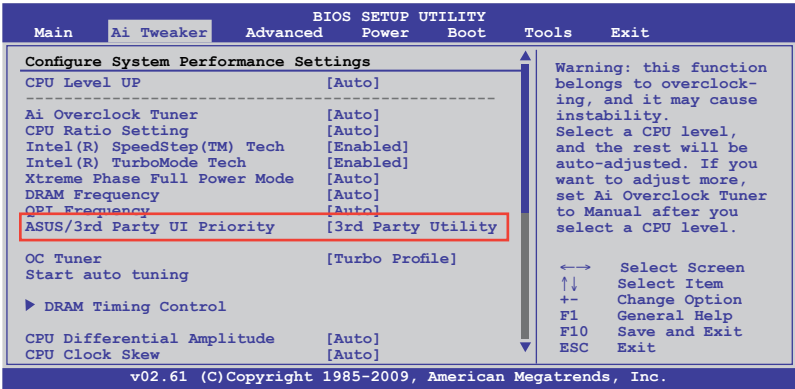 BIOS SETUP UTILITY
Main Ai Tweaker Advanced Power Boot Tools Exit
Configure System Performance Settings
CPU Level UP [Auto]
Ai Overclock Tuner [Auto]
CPU Ratio Setting [Auto]
Intel(R) SpeedStep(TM) Tech [Enabled]
Intel(R) TurboMode Tech [Enabled]
Xtreme Phase Full Power Mode [Auto]
DRAM Frequency [Auto]
QPI Frequency [Auto]
ASUS/3rd Party UI Priority [3rd Party Utility
OC Tuner [Turbo Profile]
Start auto tuning
DRAM Timing Control
CPU Differential Amplitude [Auto]
CPU Clock Skew [Auto]
Warning: this function
belongs to overclock-
ing, and it may cause
instability.
Select a CPU level,
and the rest will be
auto-adjusted. If you
want to adjust more,
set Ai Overclock Tuner
to Manual after you
select a CPU level.
←→ Select Screen
↑↓ Select Item
+- Change Option
F1 General Help
F10 Save and Exit
ESC Exit
v02.61 (C)Copyright 1985-2009, American Megatrends, Inc.